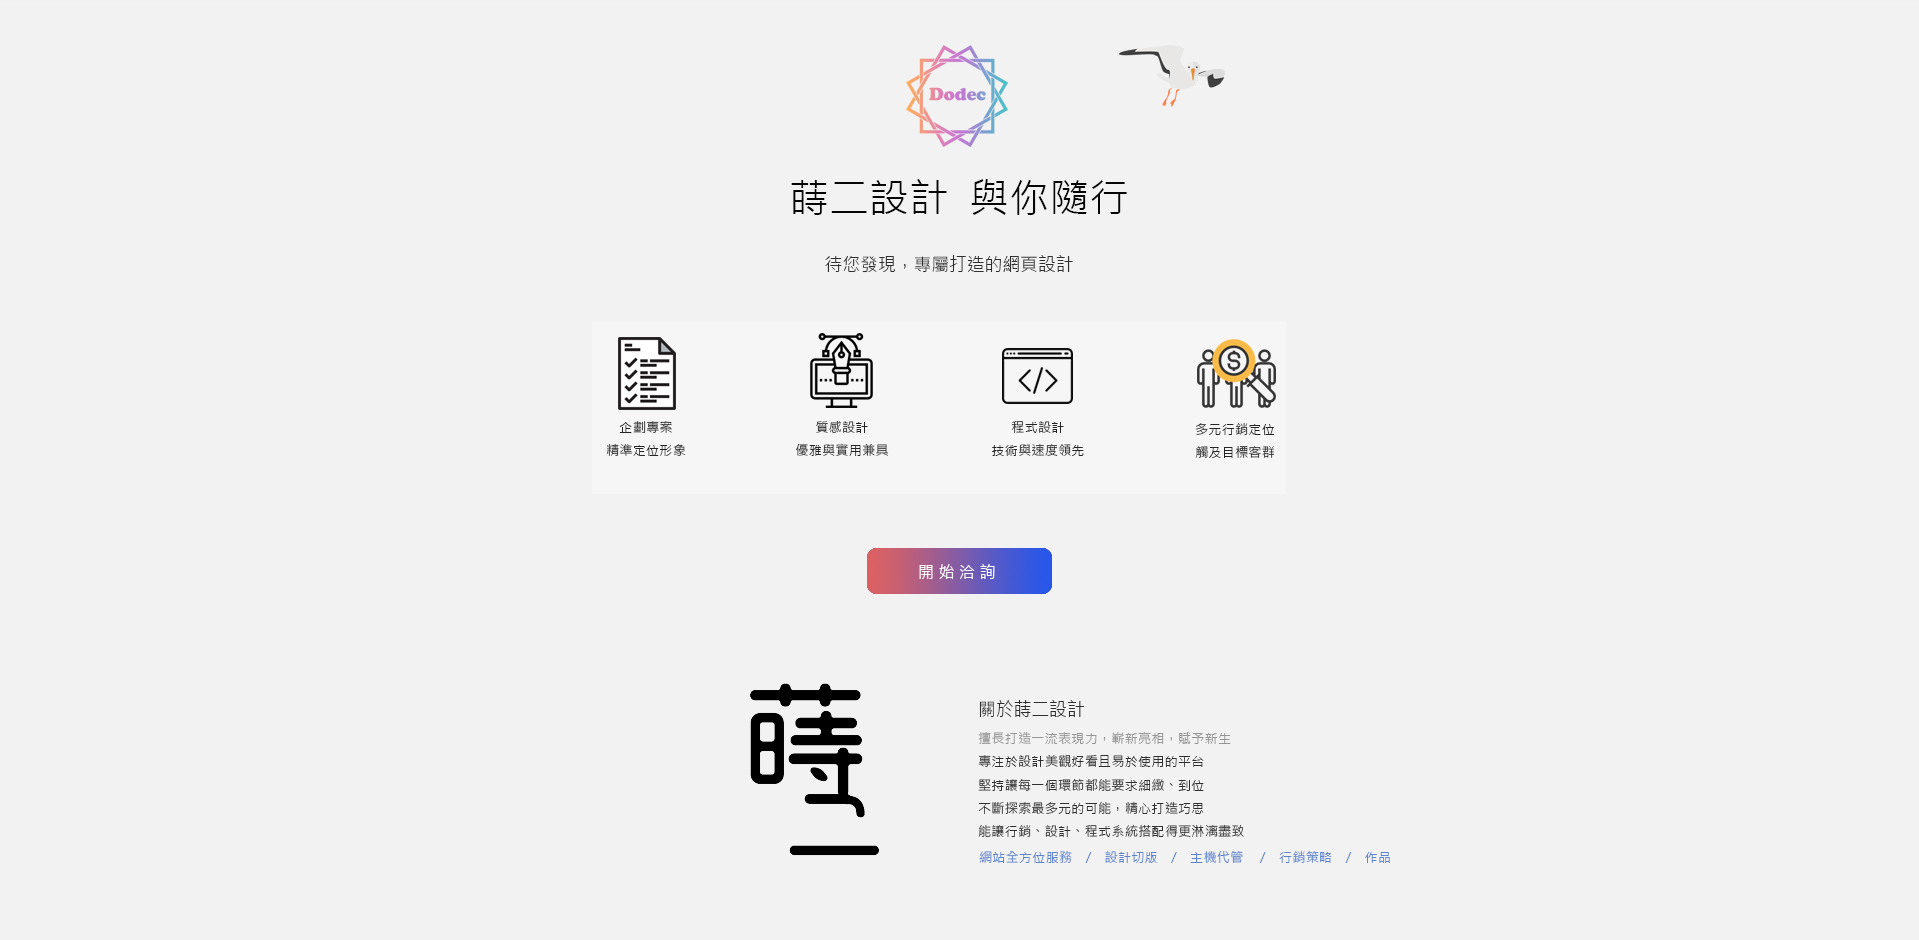 Dodec
蒔二設計 與你隨行
待您發現，專屬打造的網頁設計
企劃專案
精準定位形象
質感設計
優雅與實用兼具
程式設計
技術與速度領先
多元行銷定位
觸及目標客群
開始洽詢
蒔二
關於蒔二設計
擅長打造一流表現力，嶄新亮相，賦予新生
專注於設計美觀好看且易於使用的平台
堅持讓每一個環節都能要求細緻、到位
不斷探索最多元的可能，精心打造巧思
能讓行銷、設計、程式系統搭配得更淋漓盡致
網站全方位服務 / 設計切版 / 主機代管 / 行銷策略 / 作品